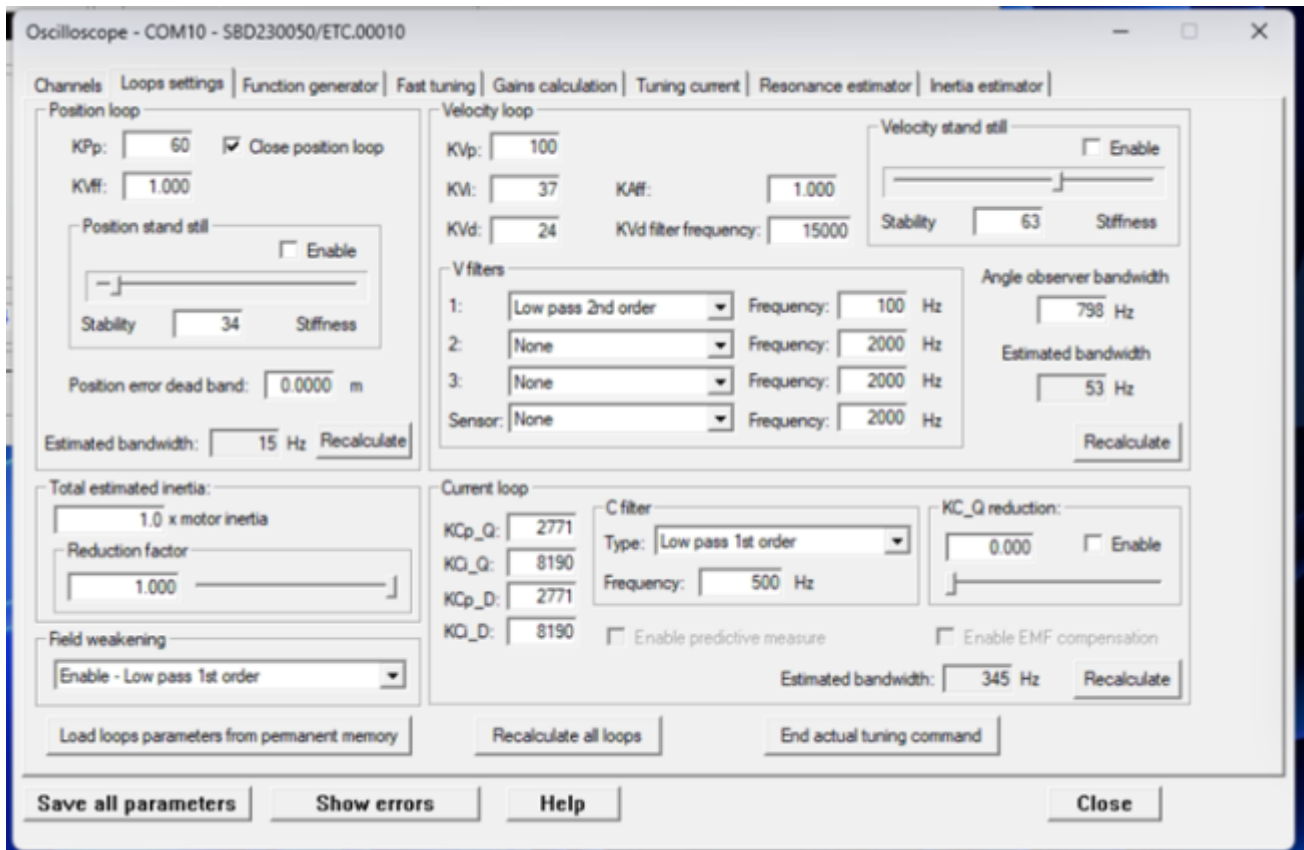 Oscilloscope - COM10 - SBD230050/ETC.00010
Channels Loops settings Function generator Fast tuning Gains calculation Tuning current Resonance estimator Inertia estimator
Position loop
KPp: 60 Close position loop
KVff: 1.000
Position stand still
Enable
Stability 34 Stiffness
Position error dead band: 0.0000 m
Estimated bandwidth: 15 Hz Recalculate
Velocity loop
KVp: 100
KVi: 37 KAff: 1.000
KVd: 24 KVd filter frequency: 15000
Velocity stand still
Enable
Stability 63 Stiffness
V filters
1: Low pass 2nd order Frequency: 100 Hz
2: None Frequency: 2000 Hz
3: None Frequency: 2000 Hz
Sensor: None Frequency: 2000 Hz
Angle observer bandwidth
798 Hz
Estimated bandwidth
53 Hz
Recalculate
Total estimated inertia:
1.0 x motor inertia
Reduction factor
1.000
Field weakening
Enable - Low pass 1st order
Current loop
KCp_Q: 2771
KCi_Q: 8190
KCp_D: 2771
KCi_D: 8190
C filter
Type: Low pass 1st order
Frequency: 500 Hz
KC_Q reduction:
0.000 Enable
Enable predictive measure Enable EMF compensation
Estimated bandwidth: 345 Hz Recalculate
Load loops parameters from permanent memory Recalculate all loops End actual tuning command
Save all parameters Show errors Help Close